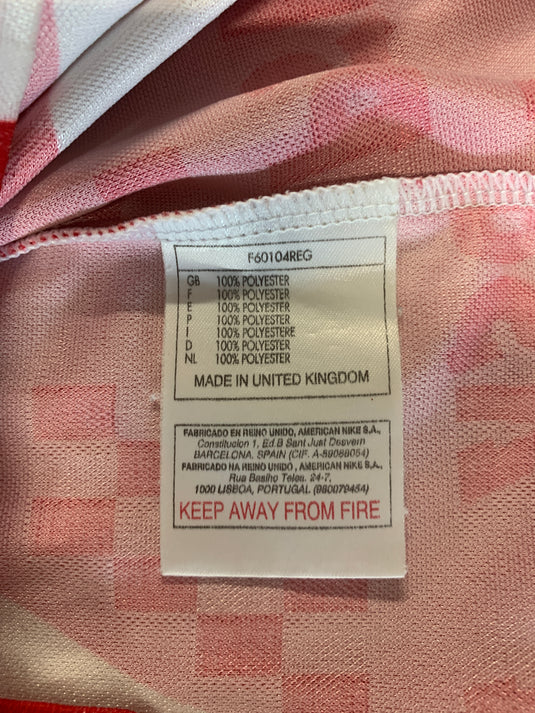 F60104REG
GB 100% POLYESTER
F 100% POLYESTER
E 100% POLYESTER
P 100% POLYESTER
I 100% POLYESTERE
D 100% POLYESTER
NL 100% POLYESTER
MADE IN UNITED KINGDOM
FABRICADO EN REINO UNIDO, AMERICAN NIKE S.A.,
Constitucion 1, Ed.B Sant Just Desvern
BARCELONA, SPAIN (CIF. A-59088054)
FABRICADO NA REINO UNIDO , AMERICAN NIKE S.A.,
Rua Basilho Teles. 24-7,
1000 LISBOA, PORTUGAL (980079454)
KEEP AWAY FROM FIRE